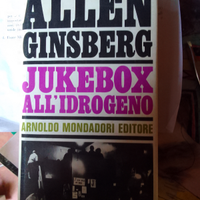 ALLEN
GINSBERG
JUKEBOX
ALL'IDROGENO
ARNOLDO MONDADORI EDITORE